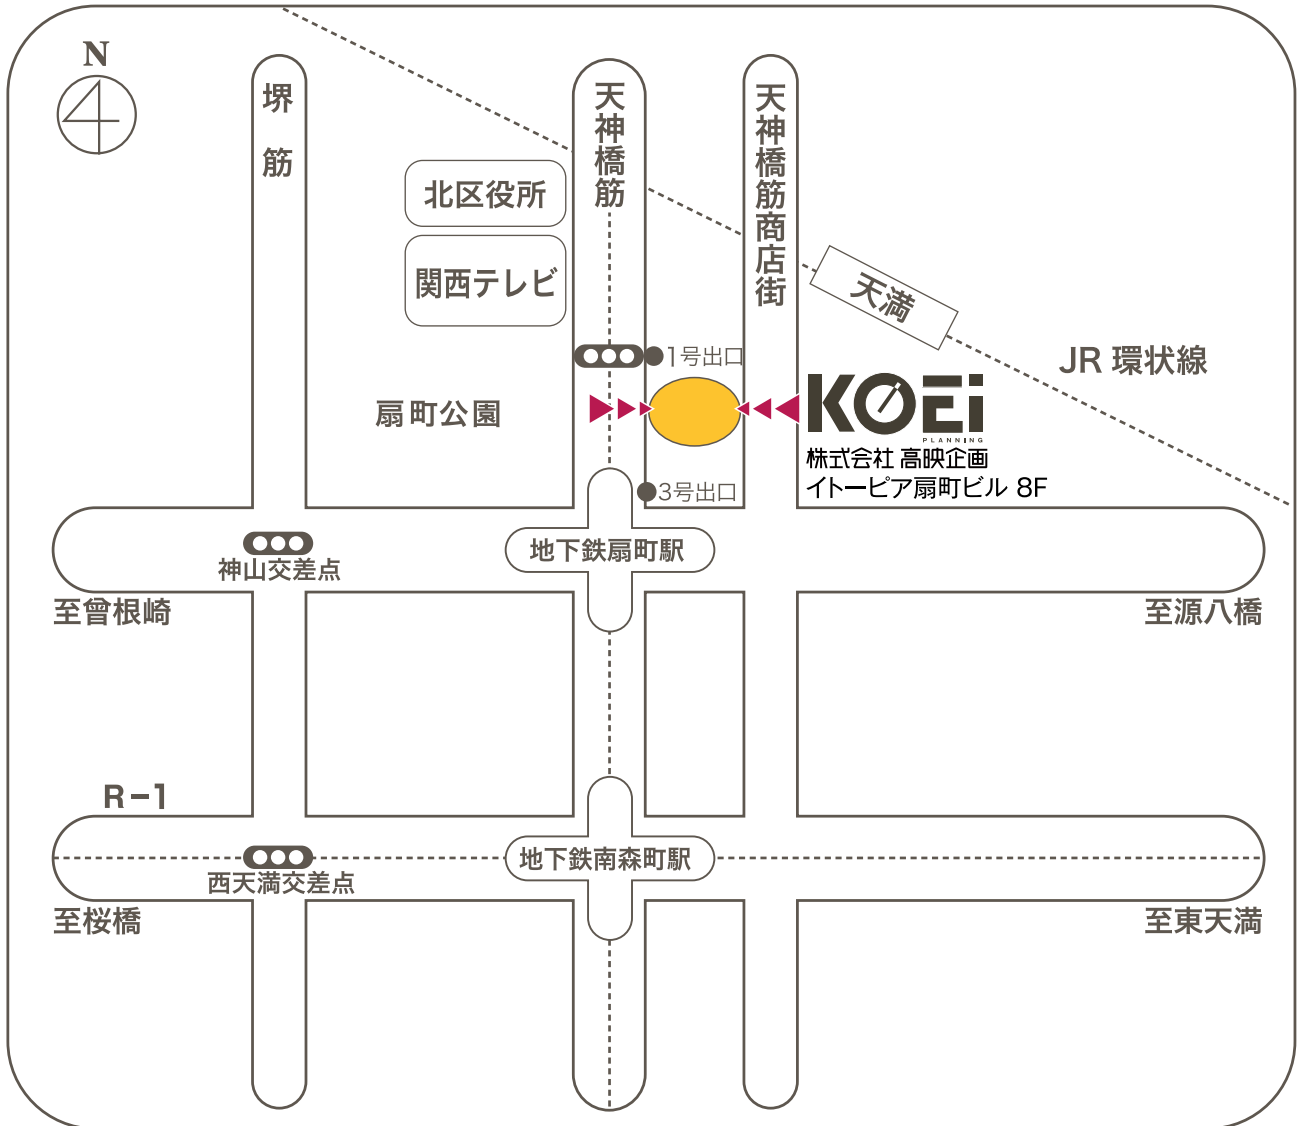 N
堺筋
天神橋筋
天神橋筋商店街
北区役所
関西テレビ
天満
JR 環状線
1号出口
扇町公園
KOEi
PLANNING
株式会社 高映企画
イトーピア扇町ビル 8F
3号出口
地下鉄扇町駅
神山交差点
至曾根崎
至源八橋
R-1
地下鉄南森町駅
西天満交差点
至桜橋
至東天満